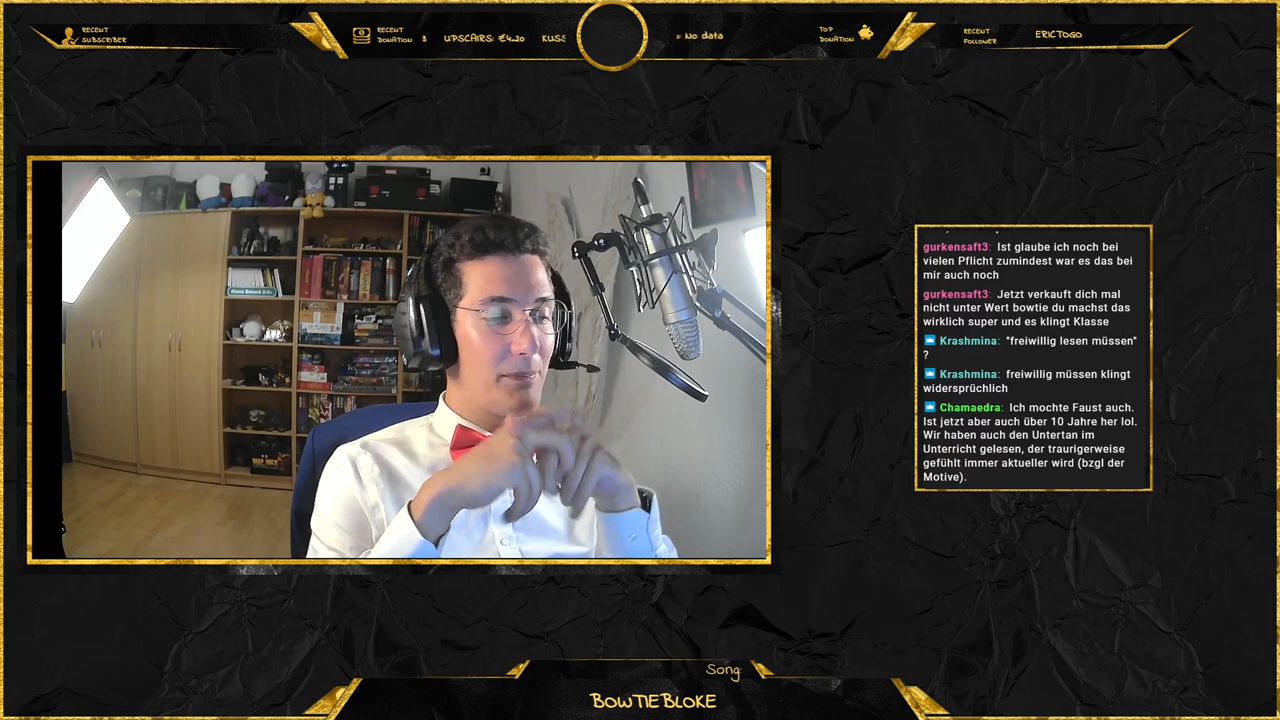 RECENT
SUBSCRIBER
RECENT
DONATION
UPSCAIRS: €4.20
KUSS
No data
TOP
DONATION
RECENT
FOLLOWER
ERICTOGO
gurkensaft3: Ist glaube ich noch bei
vielen Pflicht zumindest war es das bei
mir auch noch
gurkensaft3: Jetzt verkauft dich mal
nicht unter Wert bowtie du machst das
wirklich super und es klingt Klasse
Krashmina: "freiwillig lesen müssen"
?
Krashmina: freiwillig müssen klingt
widersprüchlich
Chamaedra: Ich mochte Faust auch.
Ist jetzt aber auch über 10 Jahre her lol.
Wir haben auch den Untertan im
Unterricht gelesen, der traurigerweise
gefühlt immer aktueller wird (bzgl der
Motive).
Song:
BOWTIEBLOKE